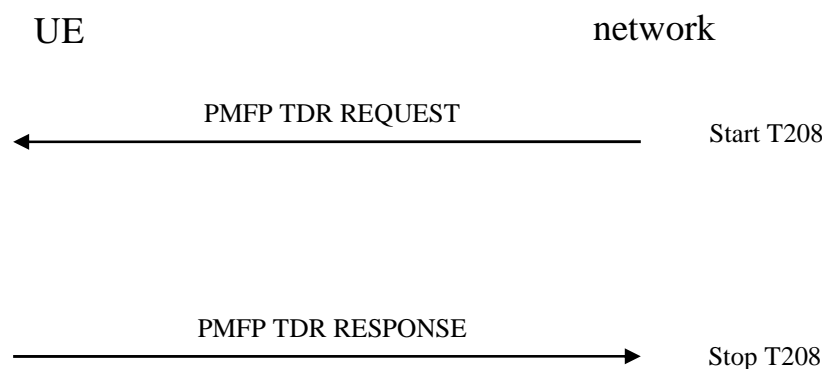 UE
network
PMFP TDR REQUEST
Start T208
PMFP TDR RESPONSE
Stop T208